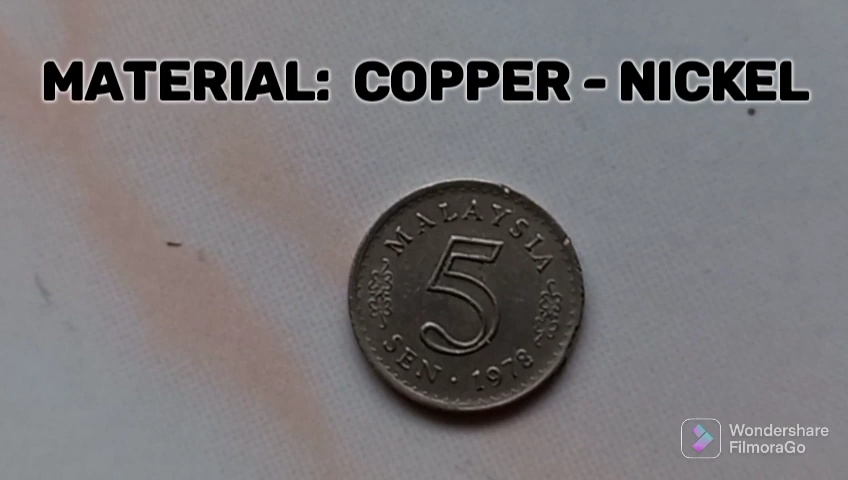 MATERIAL: COPPER - NICKEL
MALAYSIA
5
SEN · 1978
Wondershare
FilmoraGo